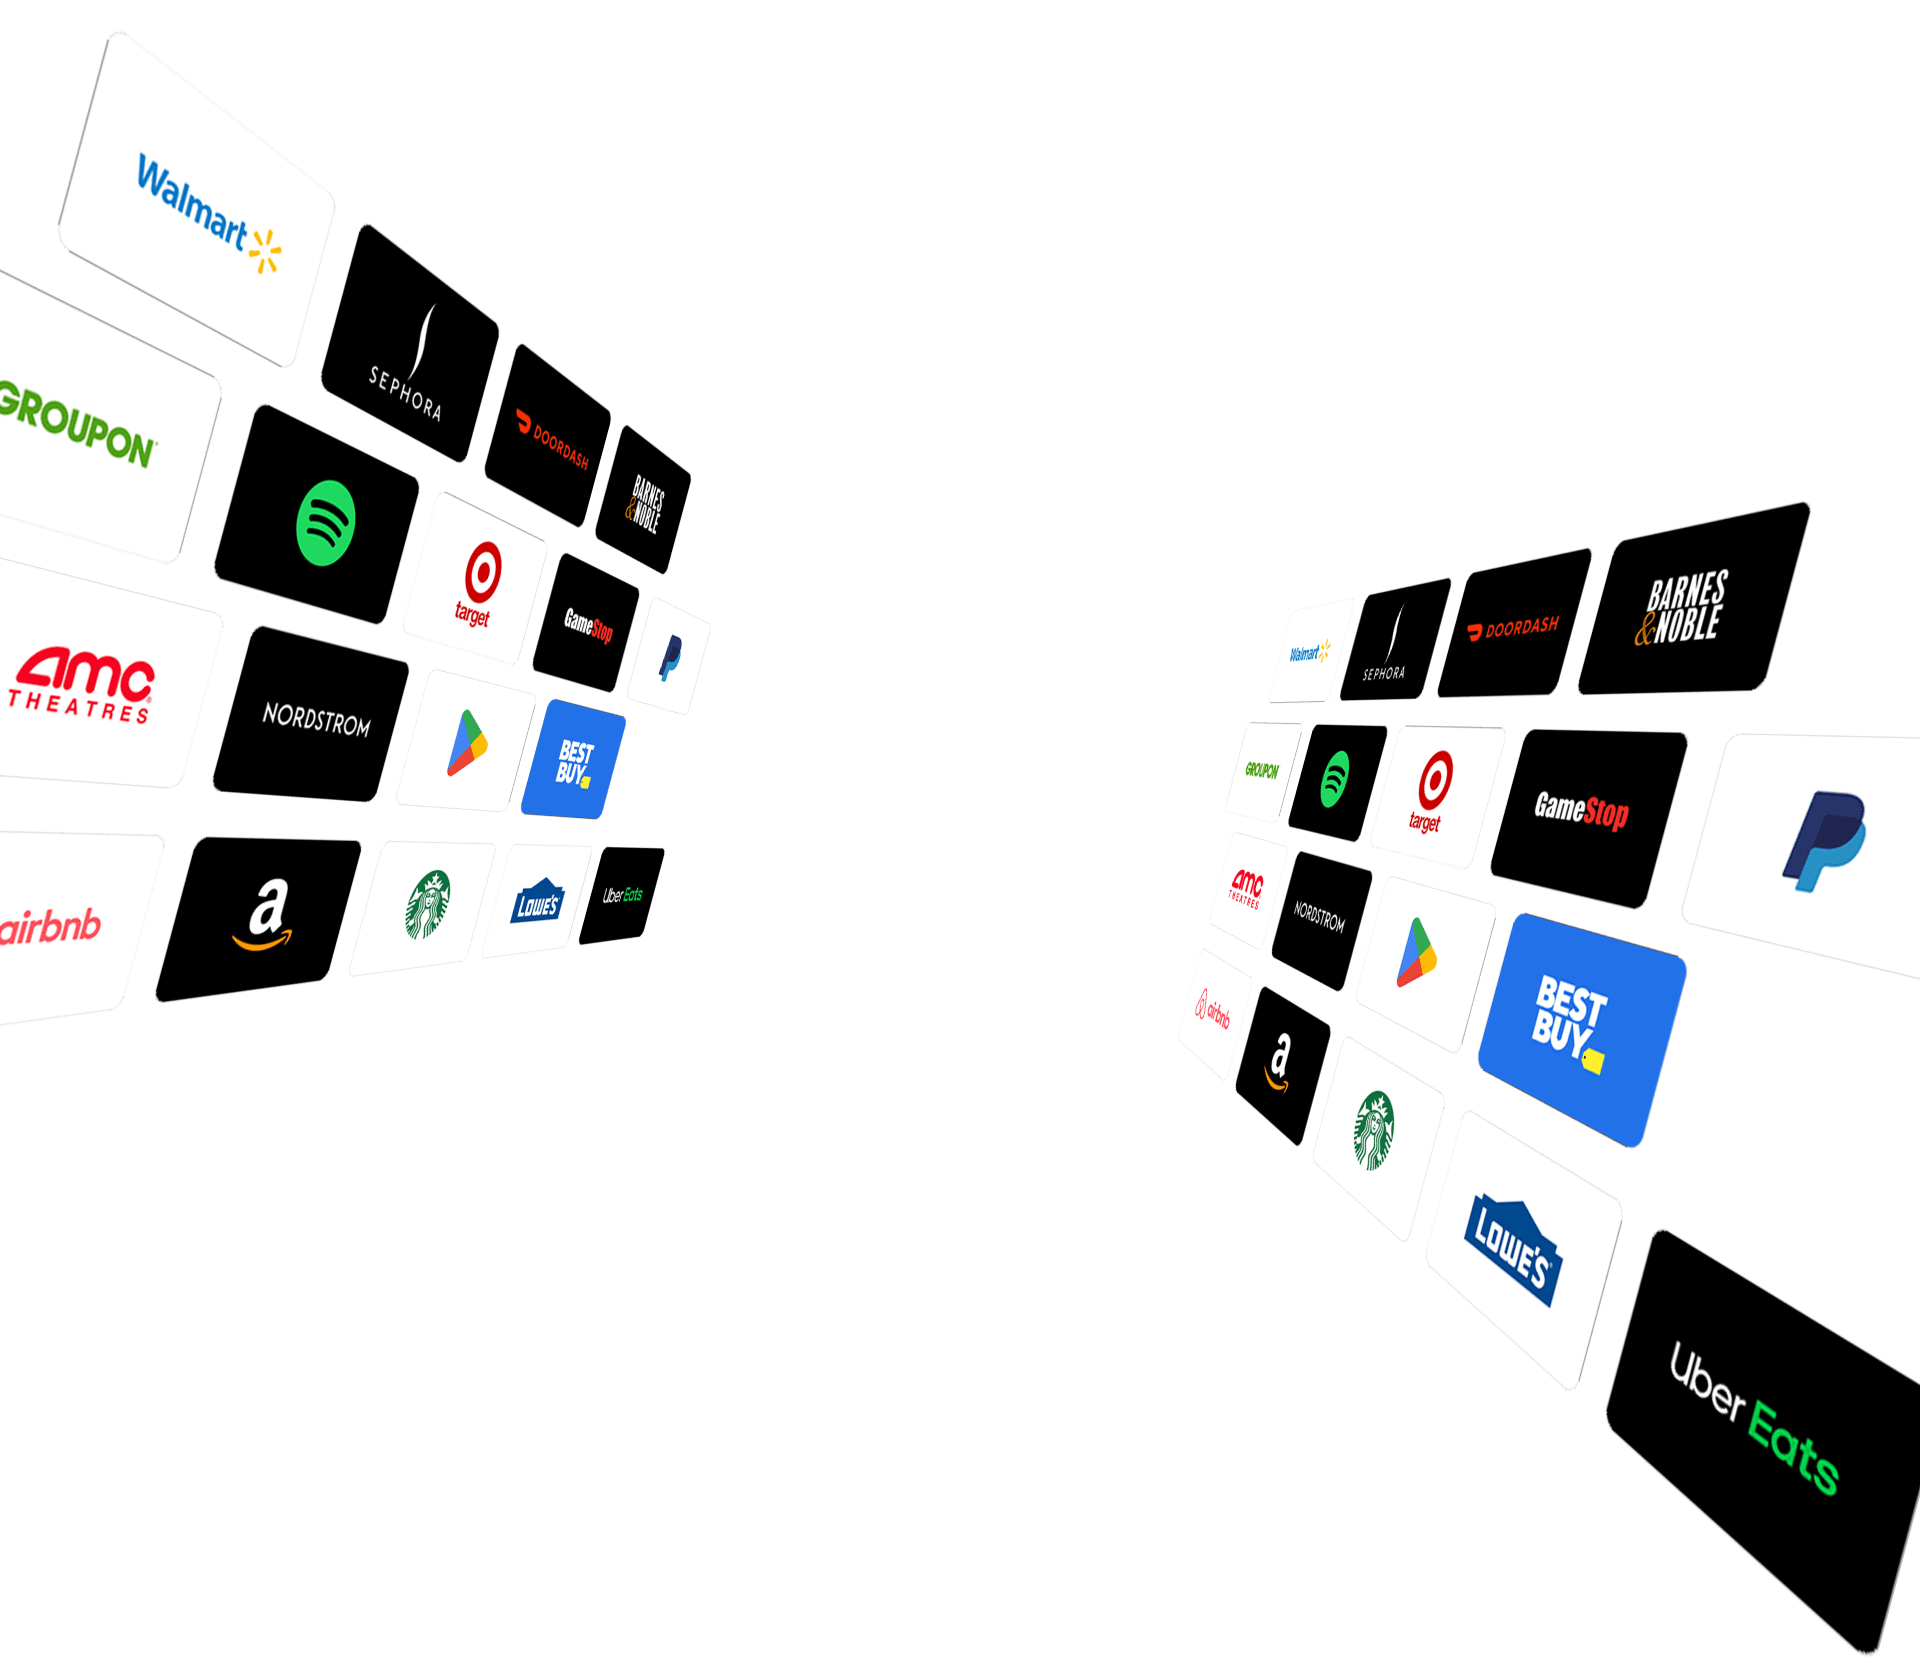 Walmart
SEPHORA
DOORDASH
BARNES
&NOBLE
GROUPON
target
GameStop
AMC
THEATRES
NORDSTROM
BEST
BUY
airbnb
a
LOWE'S
Uber Eats
Walmart
SEPHORA
DOORDASH
BARNES
&NOBLE
GROUPON
target
GameStop
AMC
THEATRES
NORDSTROM
BEST
BUY
airbnb
a
LOWE'S
Uber Eats